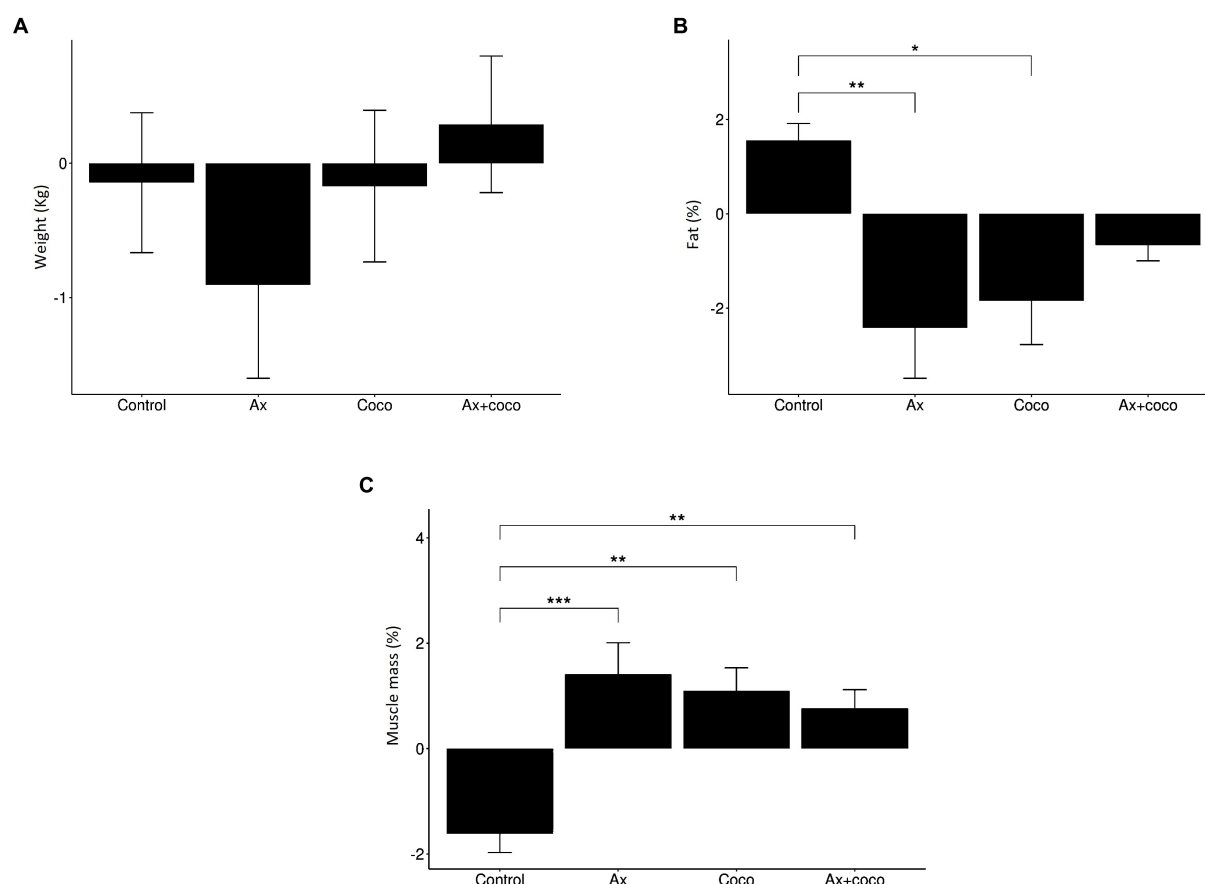 A
Weight (Kg)
0
-1
Control Ax Coco Ax+coco
B
Fat (%)
*
**
2
0
-2
Control Ax Coco Ax+coco
C
Muscle mass (%)
**
**
***
4
2
0
-2
Control Ax Coco Ax+coco